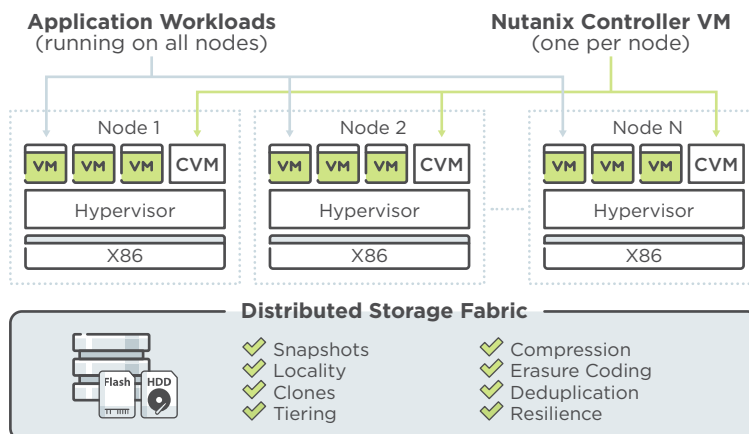 Application Workloads
(running on all nodes)
Nutanix Controller VM
(one per node)
Node 1
VM VM VM CVM
Hypervisor
X86
Node 2
VM VM VM CVM
Hypervisor
X86
Node N
VM VM VM CVM
Hypervisor
X86
Distributed Storage Fabric
Flash HDD
Snapshots
Locality
Clones
Tiering
Compression
Erasure Coding
Deduplication
Resilience